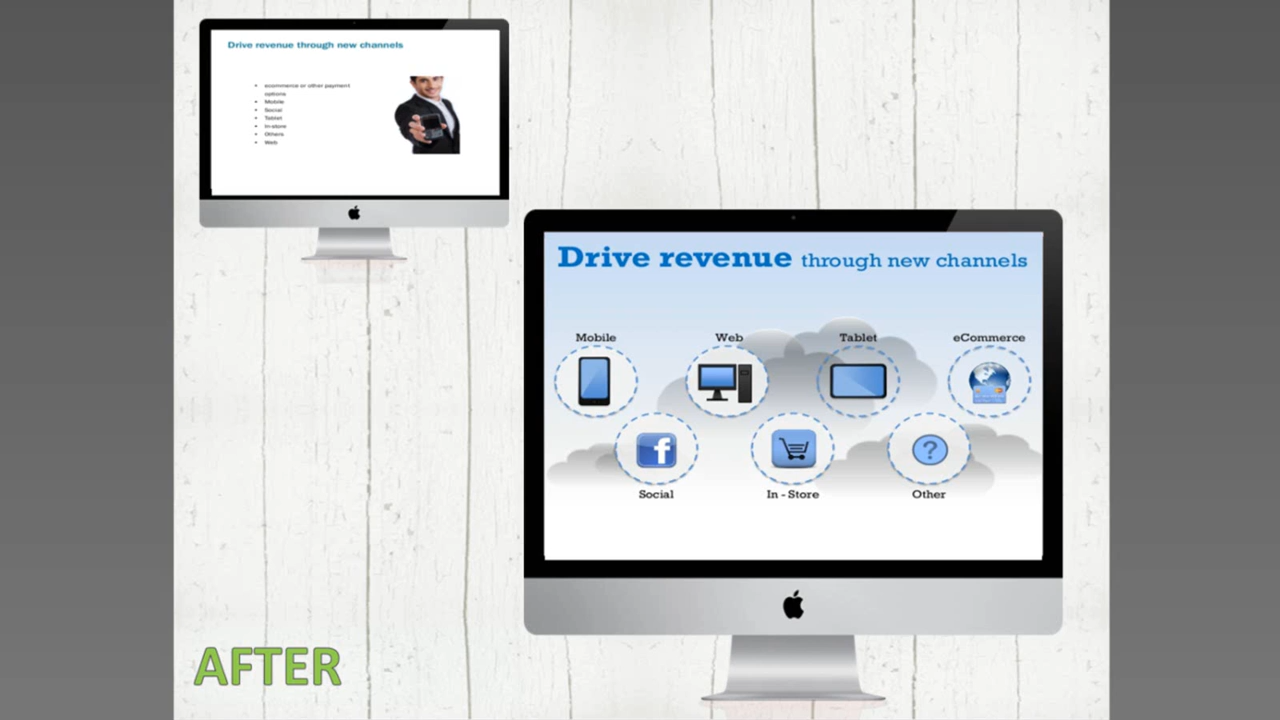 Drive revenue through new channels
• ecommerce or other payment
options
• Mobile
• Social
• Tablet
• In-store
• Others
• Web
Drive revenue through new channels
Mobile
Web
Tablet
eCommerce
f
?
Social
In - Store
Other
AFTER